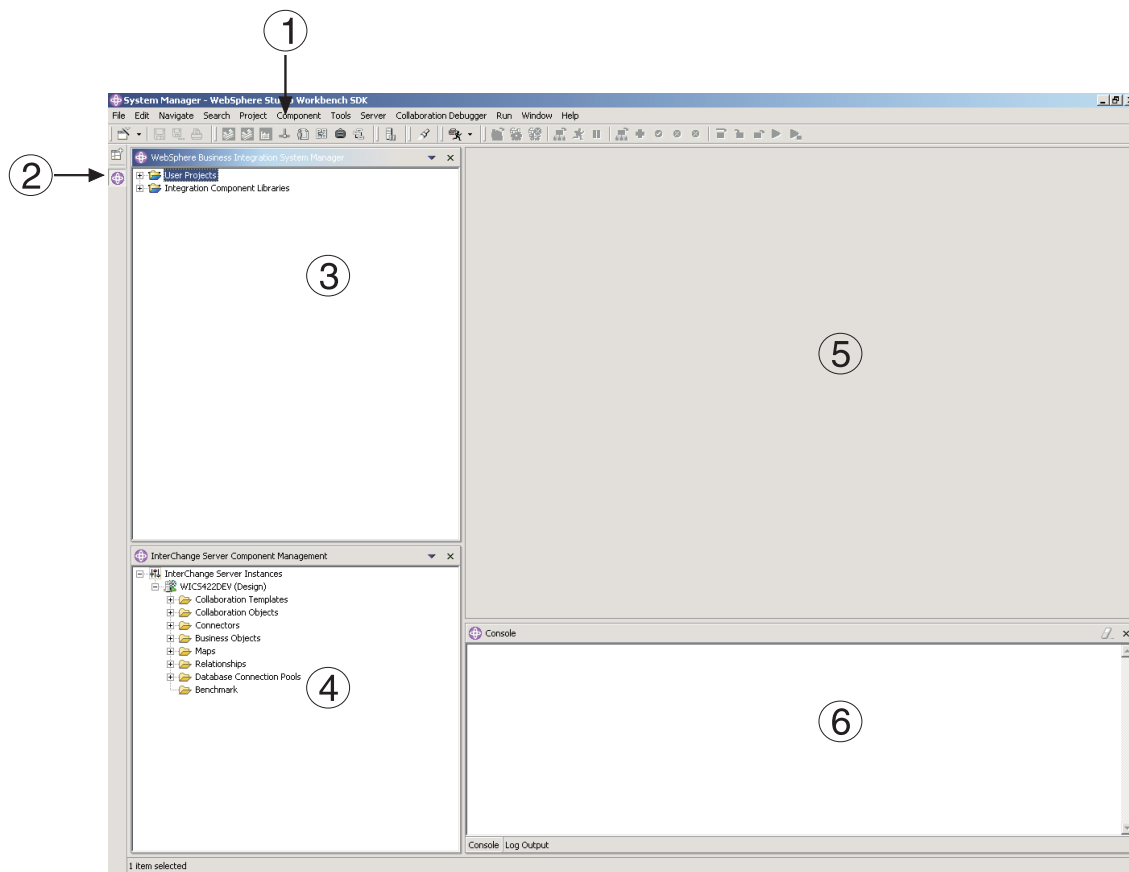 1
System Manager - WebSphere Studio Workbench SDK
File Edit Navigate Search Project Component Tools Server Collaboration Debugger Run Window Help
2
WebSphere Business Integration System Manager
User Projects
Integration Component Libraries
3
5
InterChange Server Component Management
InterChange Server Instances
WICS422DEV (Design)
Collaboration Templates
Collaboration Objects
Connectors
Business Objects
Maps
Relationships
Database Connection Pools
Benchmark
4
Console
6
Console Log Output
1 item selected